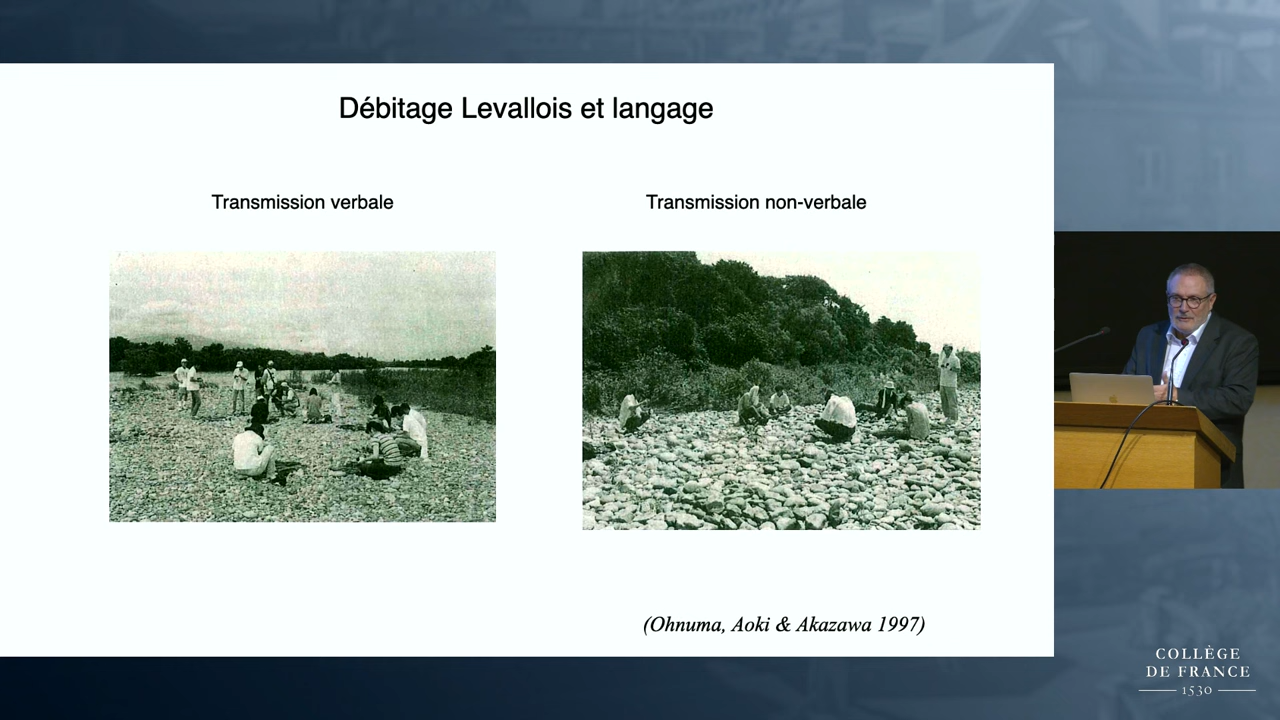 Débitage Levallois et langage
Transmission verbale
Transmission non-verbale
(Ohnuma, Aoki & Akazawa 1997)
COLLÈGE
DE FRANCE
1530